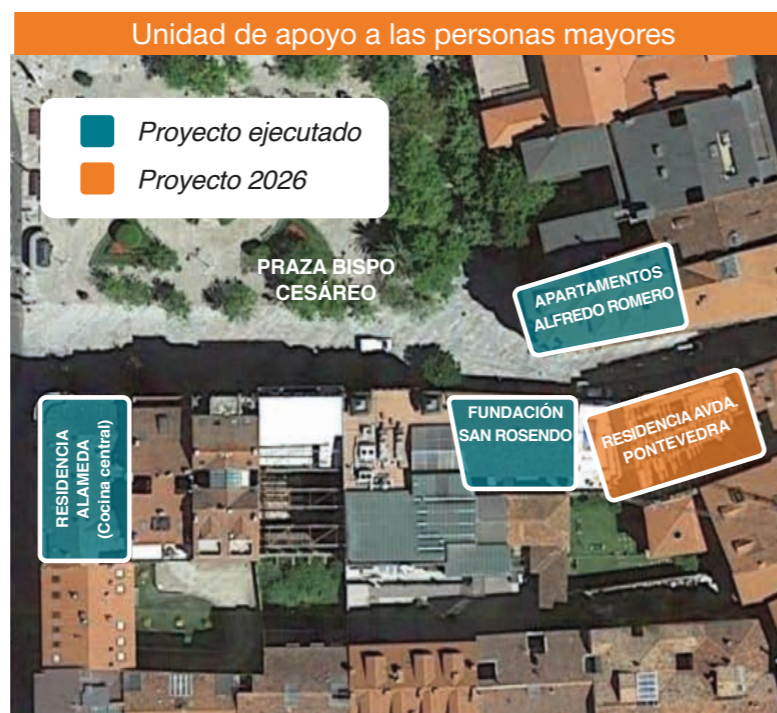 Unidad de apoyo a las personas mayores
Proyecto ejecutado
Proyecto 2026
PRAZA BISPO
CESÁREO
APARTAMENTOS
ALFREDO ROMERO
FUNDACIÓN
SAN ROSENDO
RESIDENCIA AVDA.
PONTEVEDRA
RESIDENCIA
ALAMEDA
(Cocina central)